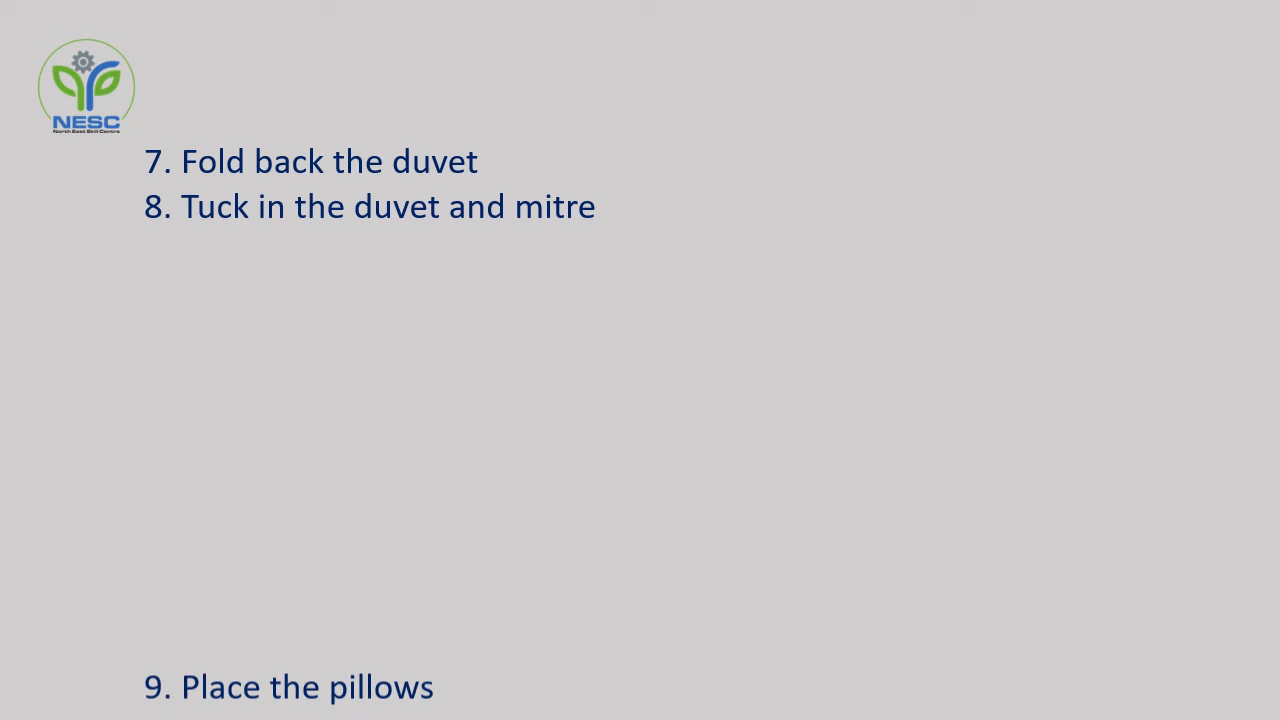 NESC
North East Skill Centre
7. Fold back the duvet
8. Tuck in the duvet and mitre
9. Place the pillows